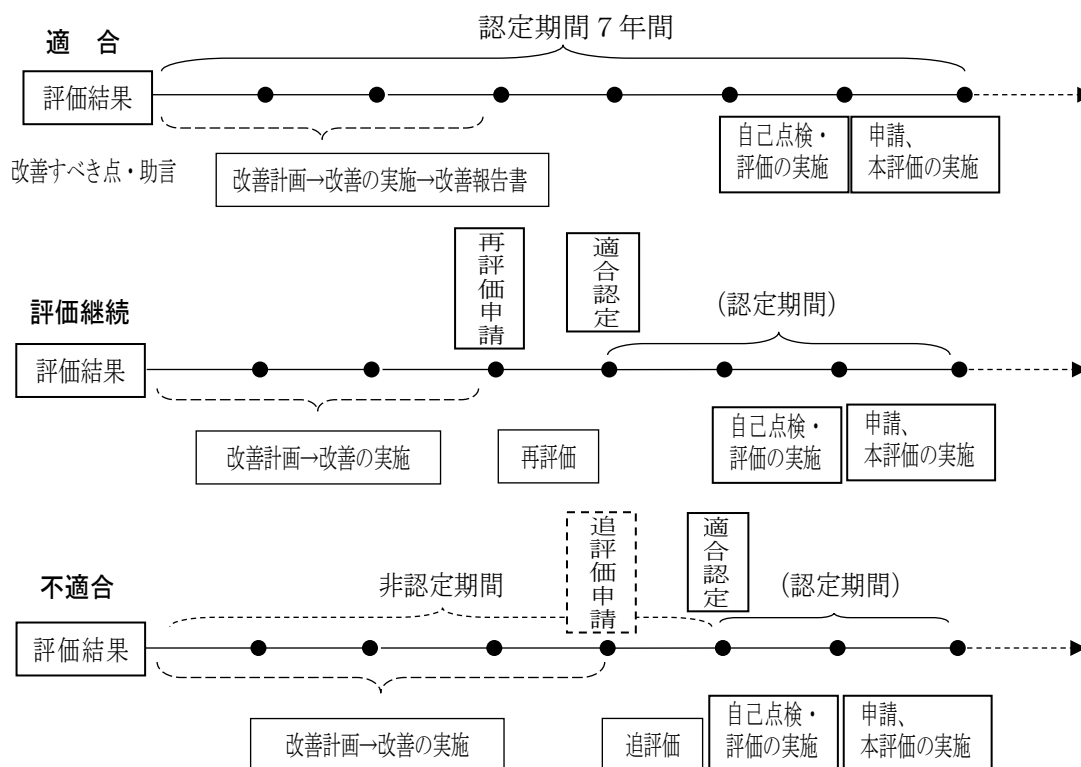 適　合
認定期間７年間
評価結果
改善すべき点・助言
改善計画→改善の実施→改善報告書
自己点検・
評価の実施
申請、
本評価の実施
再評価申請
適合認定
評価継続
(認定期間)
評価結果
改善計画→改善の実施
再評価
自己点検・
評価の実施
申請、
本評価の実施
追評価申請
適合認定
不適合
非認定期間
(認定期間)
評価結果
改善計画→改善の実施
追評価
自己点検・
評価の実施
申請、
本評価の実施